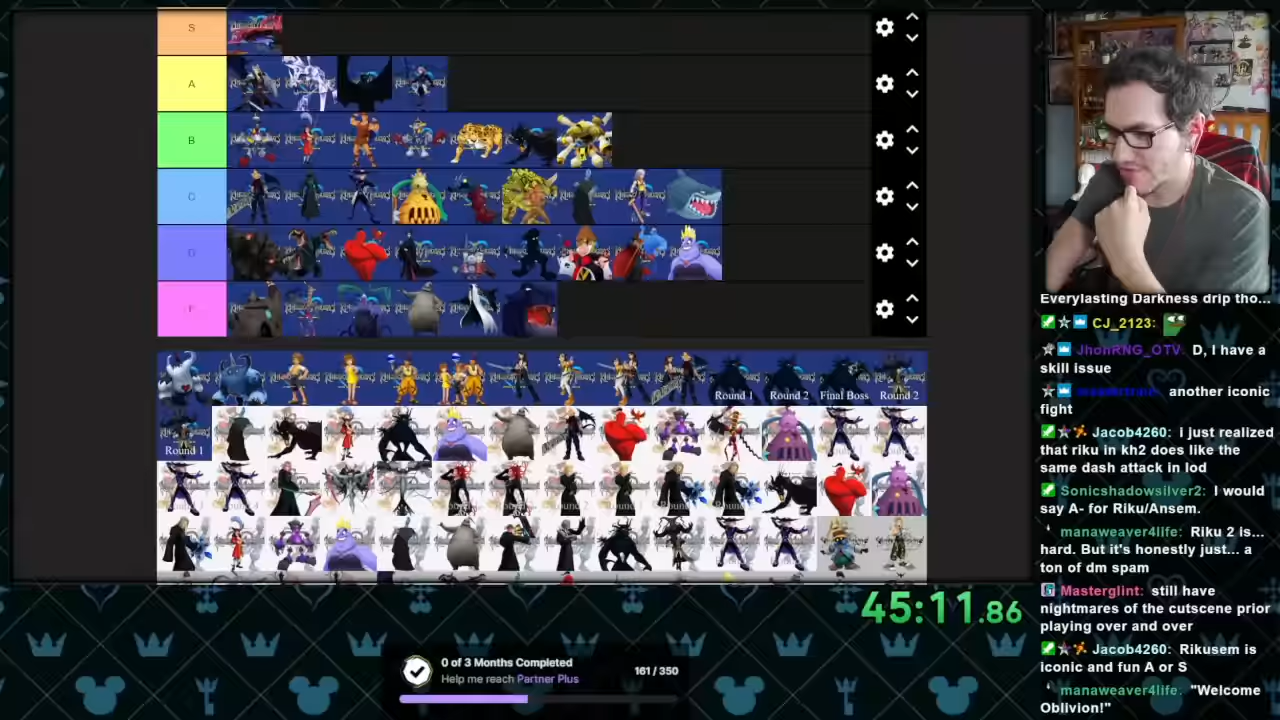 S
A
B
C
D
F
Round 1
Round 2
Final Boss
Round 2
Round 1
45:11.86
0 of 3 Months Completed
Help me reach Partner Plus
161 / 350
Everylasting Darkness drip tho...
CJ_2123:
JhonRNG_OTV: D, I have a
skill issue
another iconic
fight
Jacob4260: I just realized
that riku in kh2 does like the
same dash attack in lod
Sonicshadowsilver2: I would
say A- for Riku/Ansem.
manaweaver4life: Riku 2 is...
hard. But it's honestly just... a
ton of dm spam
Masterglint: still have
nightmares of the cutscene prior
playing over and over
Jacob4260: Rikusem is
iconic and fun A or S
manaweaver4life: "Welcome
Oblivion!"